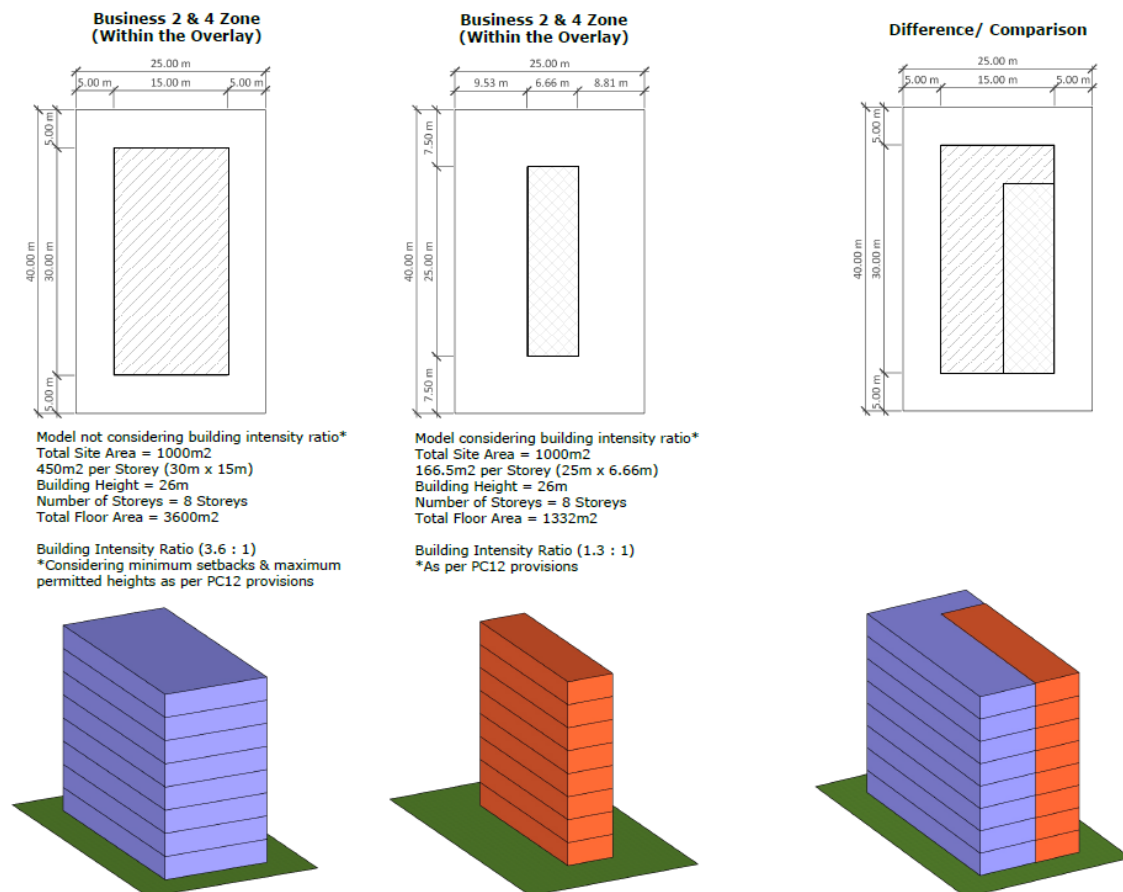 Business 2 & 4 Zone
(Within the Overlay)
25.00 m
5.00 m
15.00 m
5.00 m
40.00 m
5.00 m
30.00 m
5.00 m
Model not considering building intensity ratio*
Total Site Area = 1000m2
450m2 per Storey (30m x 15m)
Building Height = 26m
Number of Storeys = 8 Storeys
Total Floor Area = 3600m2
Building Intensity Ratio (3.6 : 1)
*Considering minimum setbacks & maximum
permitted heights as per PC12 provisions
Business 2 & 4 Zone
(Within the Overlay)
25.00 m
9.53 m
6.66 m
8.81 m
40.00 m
7.50 m
25.00 m
7.50 m
Model considering building intensity ratio*
Total Site Area = 1000m2
166.5m2 per Storey (25m x 6.66m)
Building Height = 26m
Number of Storeys = 8 Storeys
Total Floor Area = 1332m2
Building Intensity Ratio (1.3 : 1)
*As per PC12 provisions
Difference/ Comparison
25.00 m
5.00 m
15.00 m
5.00 m
40.00 m
5.00 m
30.00 m
5.00 m